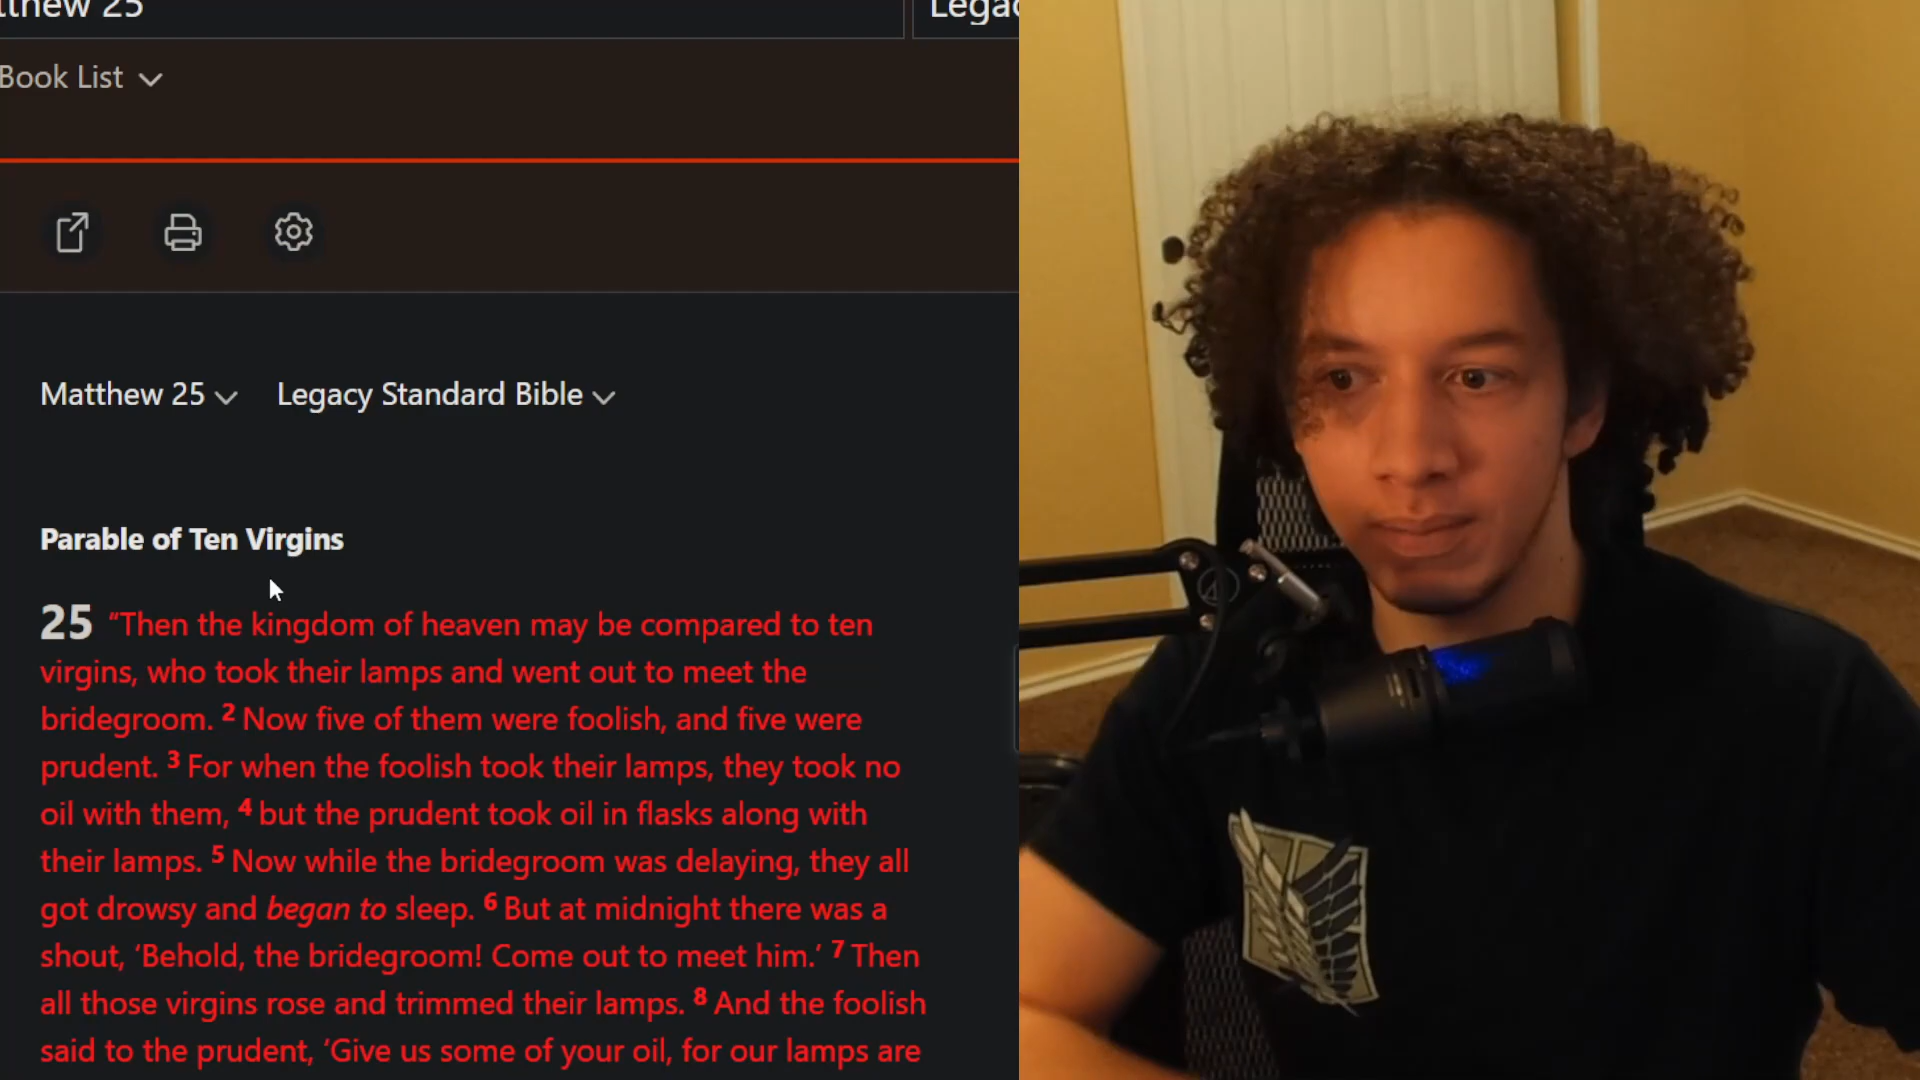 tthew 25
Legac
Book List
Matthew 25
Legacy Standard Bible
Parable of Ten Virgins
25 “Then the kingdom of heaven may be compared to ten
virgins, who took their lamps and went out to meet the
bridegroom. 2 Now five of them were foolish, and five were
prudent. 3 For when the foolish took their lamps, they took no
oil with them, 4 but the prudent took oil in flasks along with
their lamps. 5 Now while the bridegroom was delaying, they all
got drowsy and began to sleep. 6 But at midnight there was a
shout, ‘Behold, the bridegroom! Come out to meet him.’ 7 Then
all those virgins rose and trimmed their lamps. 8 And the foolish
said to the prudent, ‘Give us some of your oil, for our lamps are